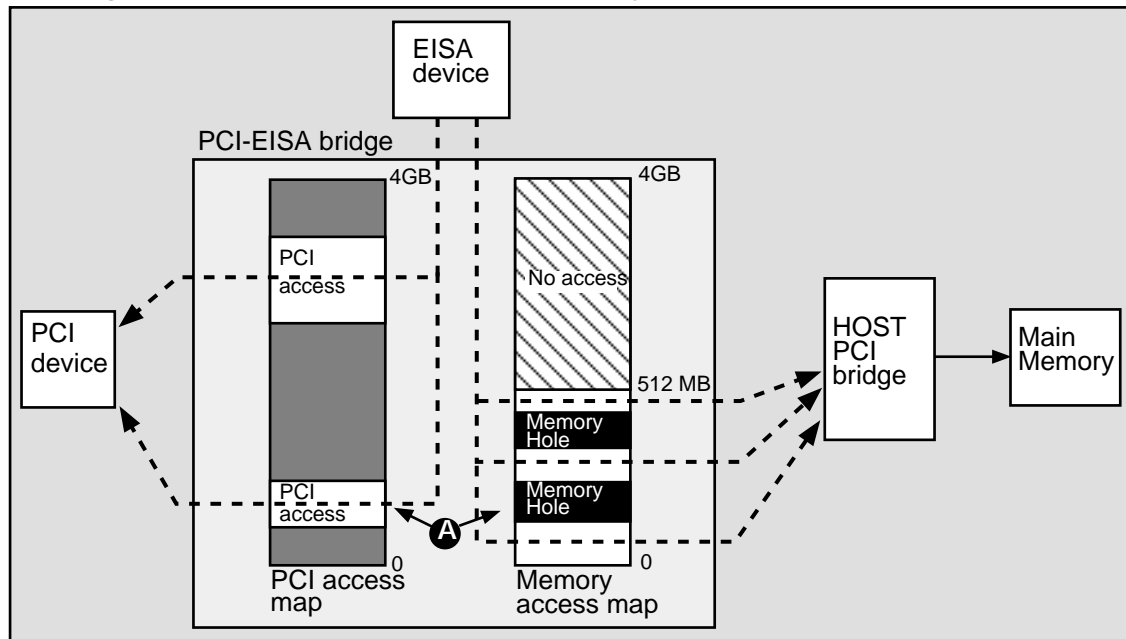 EISA
device
PCI-EISA bridge
4GB
4GB
PCI
access
No access
PCI
device
HOST
PCI
bridge
Main
Memory
512 MB
Memory
Hole
PCI
access
Memory
Hole
A
0
0
PCI access
map
Memory
access map